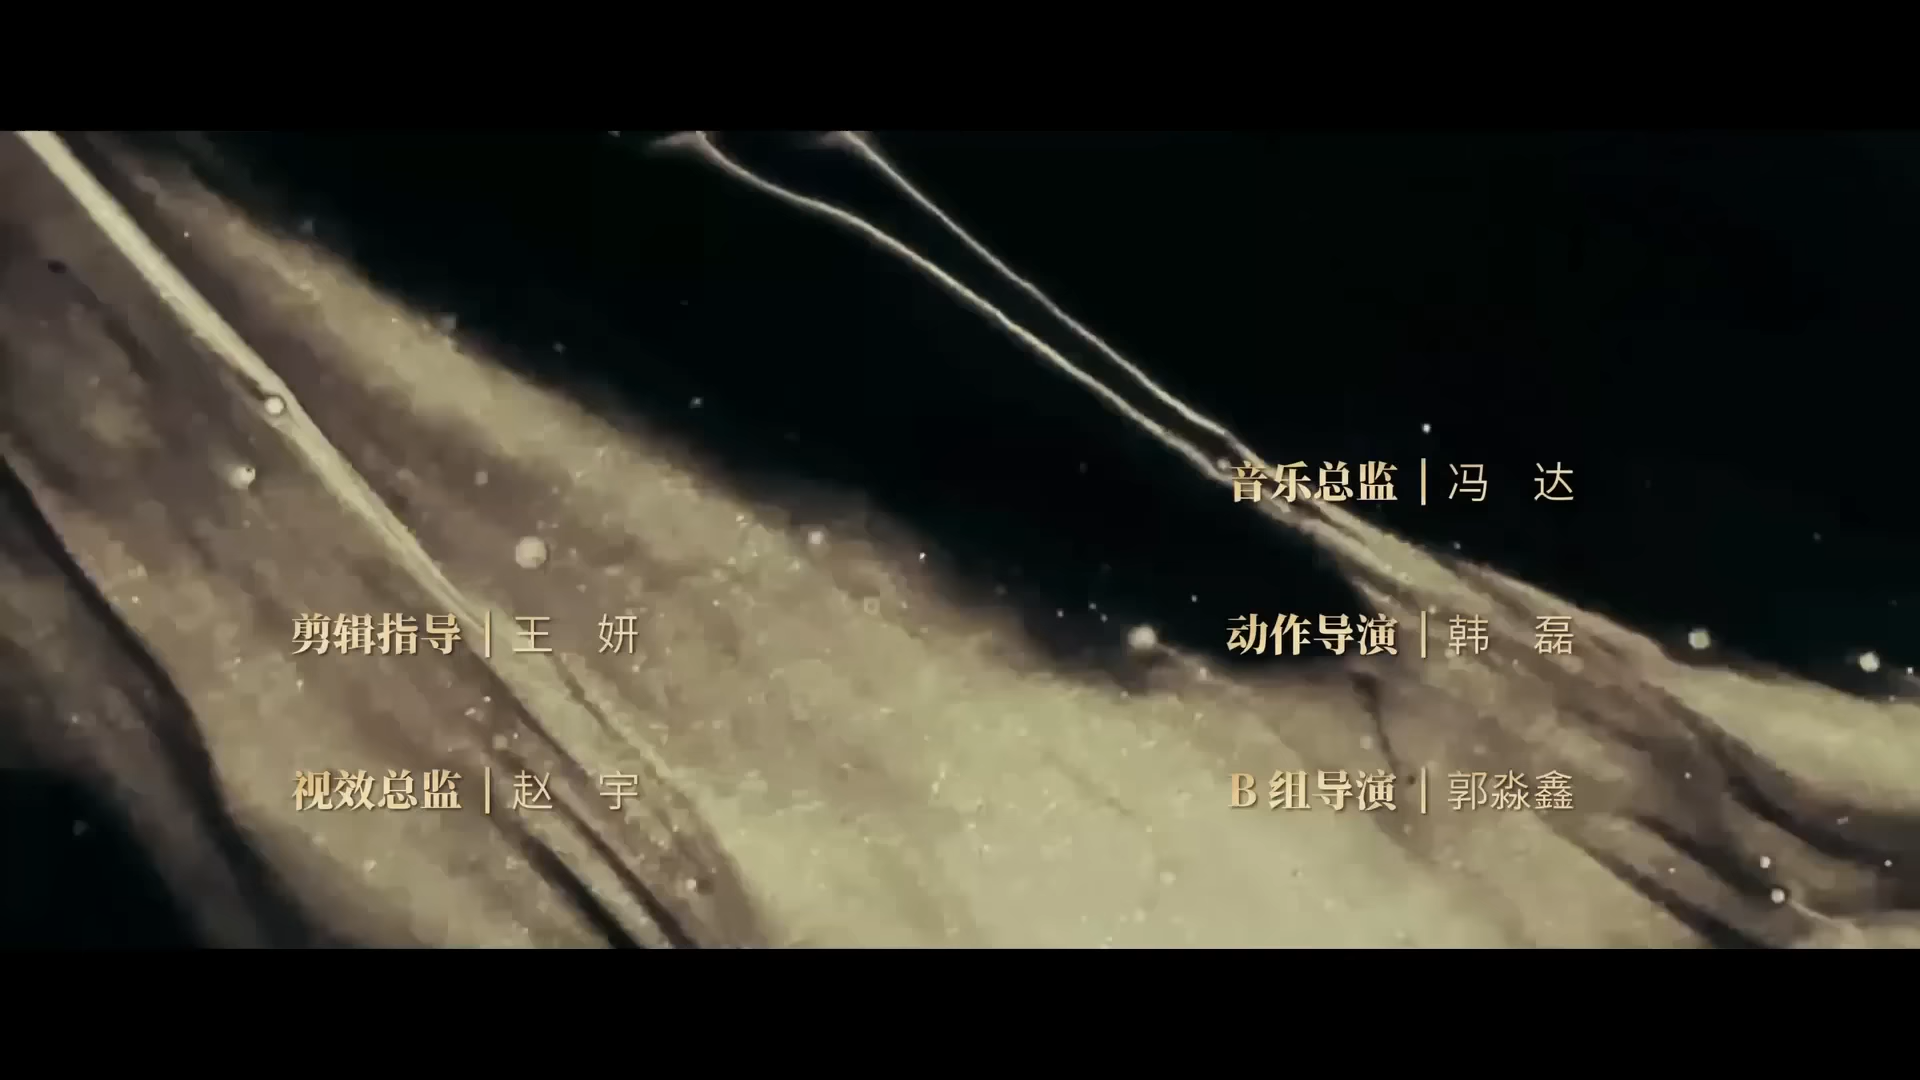 音乐总监｜冯　达
剪辑指导｜王　妍
动作导演｜韩　磊
视效总监｜赵　宇
B 组导演｜郭淼鑫